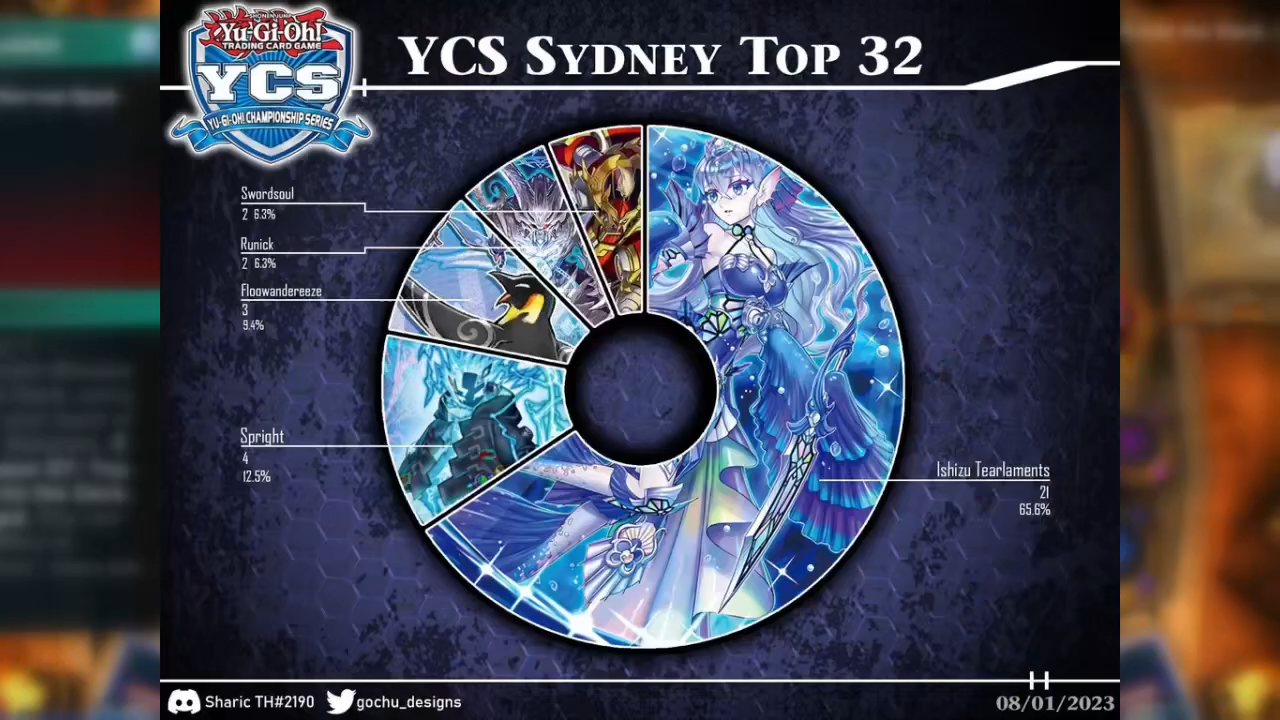 SHONEN JUMP
Yu-Gi-Oh!
TRADING CARD GAME
YCS
YU-GI-OH! CHAMPIONSHIP SERIES
YCS SYDNEY TOP 32
Swordsoul
2 6.3%
Runick
2 6.3%
Floowandereeze
3
9.4%
Spright
4
12.5%
Ishizu Tearlaments
21
65.6%
Sharic TH#2190
gochu_designs
08/01/2023